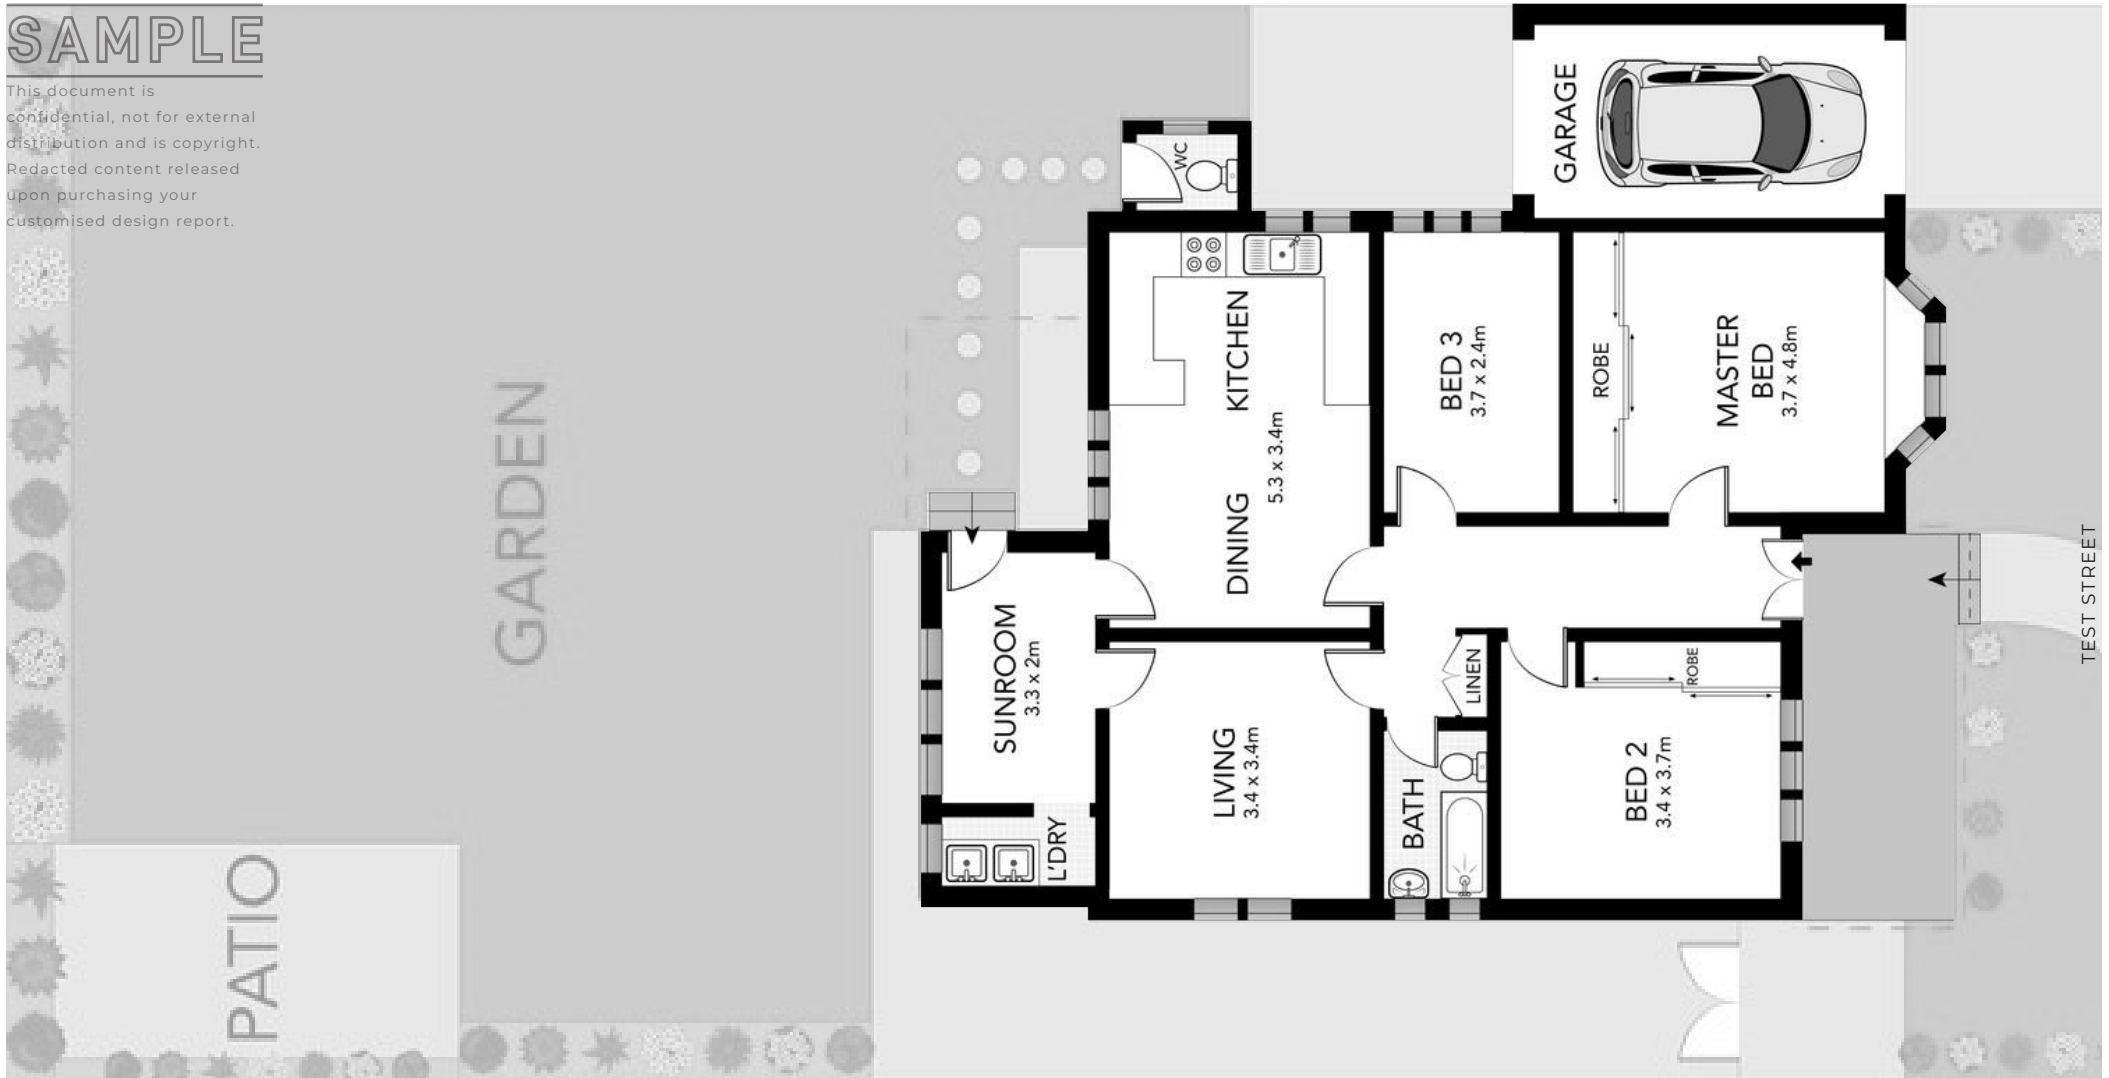 SAMPLE
This document is
confidential, not for external
distribution and is copyright.
Redacted content released
upon purchasing your
customised design report.
GARDEN
PATIO
WC
GARAGE
KITCHEN
DINING
5.3 x 3.4m
BED 3
3.7 x 2.4m
ROBE
MASTER
BED
3.7 x 4.8m
SUNROOM
3.3 x 2m
L'DRY
LIVING
3.4 x 3.4m
BATH
LINEN
ROBE
BED 2
3.4 x 3.7m
TEST STREET